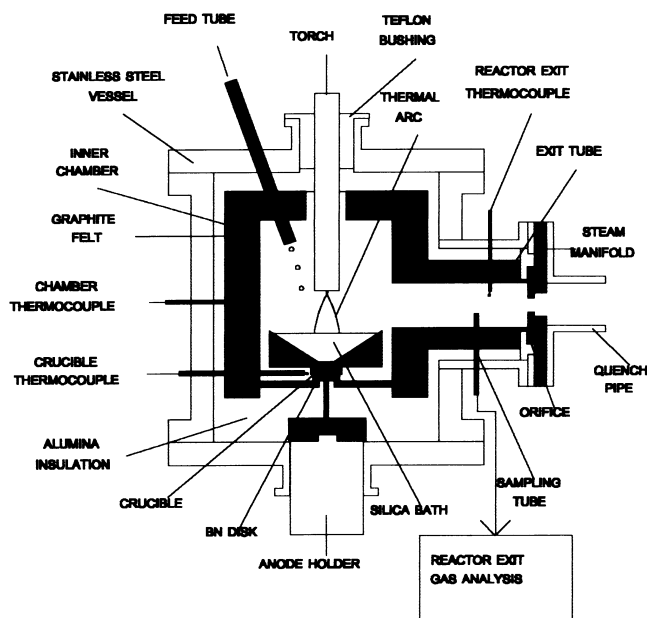 FEED TUBE
TORCH
TEFLON
BUSHING
STAINLESS STEEL
VESSEL
THERMAL
ARC
REACTOR EXIT
THERMOCOUPLE
INNER
CHAMBER
EXIT TUBE
GRAPHITE
FELT
STEAM
MANIFOLD
CHAMBER
THERMOCOUPLE
CRUCIBLE
THERMOCOUPLE
QUENCH
PIPE
ORIFICE
ALUMINA
INSULATION
CRUCIBLE
BN DISK
SILICA BATH
SAMPLING
TUBE
ANODE HOLDER
REACTOR EXIT
GAS ANALYSIS